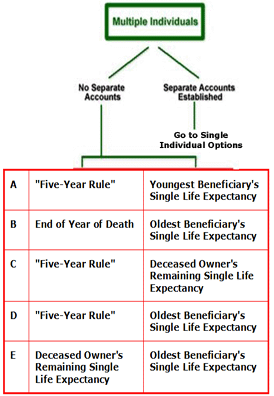 Multiple Individuals
No Separate
Accounts
Separate Accounts
Established
Go to Single
Individual Options
A
"Five-Year Rule"
Youngest Beneficiary's
Single Life Expectancy
B
End of Year of Death
Oldest Beneficiary's
Single Life Expectancy
C
"Five-Year Rule"
Deceased Owner's
Remaining Single Life
Expectancy
D
"Five-Year Rule"
Oldest Beneficiary's
Single Life Expectancy
E
Deceased Owner's
Remaining Single
Life Expectancy
Oldest Beneficiary's
Single Life Expectancy